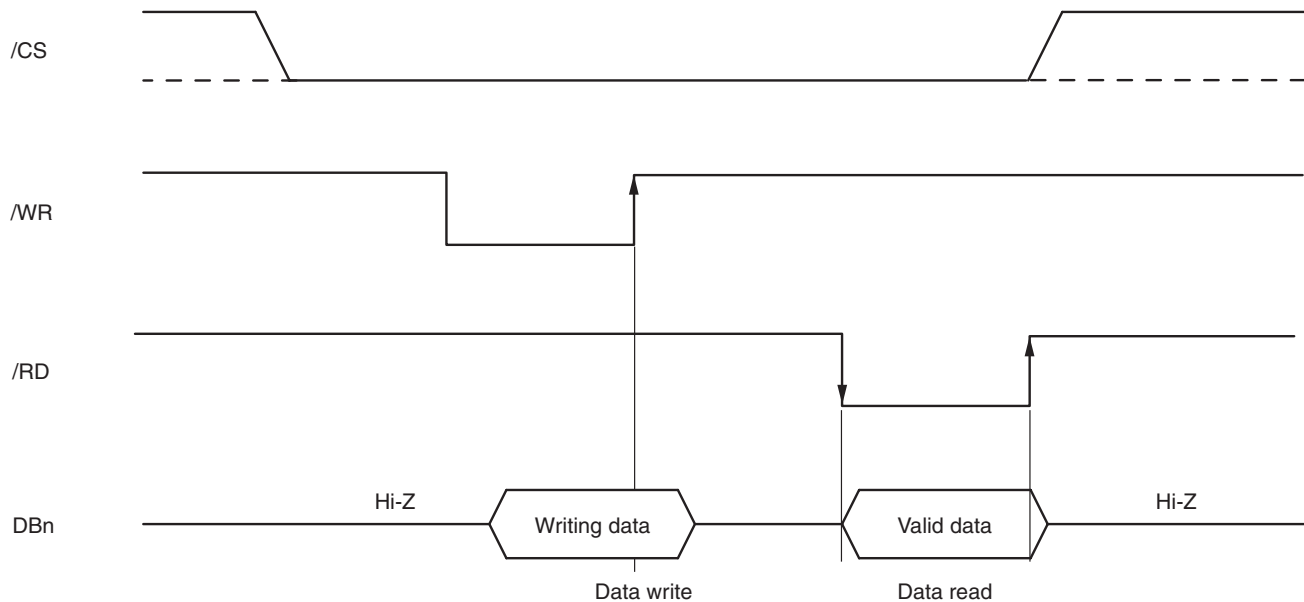 /CS
/WR
/RD
Hi-Z
Hi-Z
DBn
Writing data
Valid data
Data write
Data read